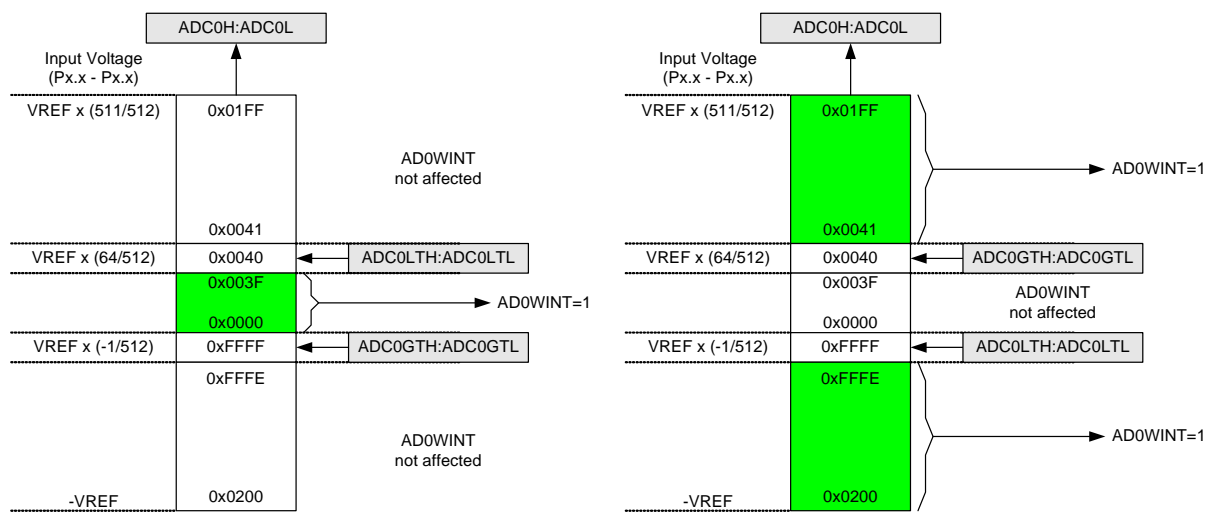 ADC0H:ADC0L
Input Voltage
(Px.x - Px.x)
VREF x (511/512)
0x01FF
AD0WINT
not affected
0x0041
VREF x (64/512)
0x0040
ADC0LTH:ADC0LTL
0x003F
AD0WINT=1
0x0000
VREF x (-1/512)
0xFFFF
ADC0GTH:ADC0GTL
0xFFFE
AD0WINT
not affected
-VREF
0x0200
ADC0H:ADC0L
Input Voltage
(Px.x - Px.x)
VREF x (511/512)
0x01FF
AD0WINT=1
0x0041
VREF x (64/512)
0x0040
ADC0GTH:ADC0GTL
0x003F
AD0WINT
not affected
0x0000
VREF x (-1/512)
0xFFFF
ADC0LTH:ADC0LTL
0xFFFE
AD0WINT=1
-VREF
0x0200